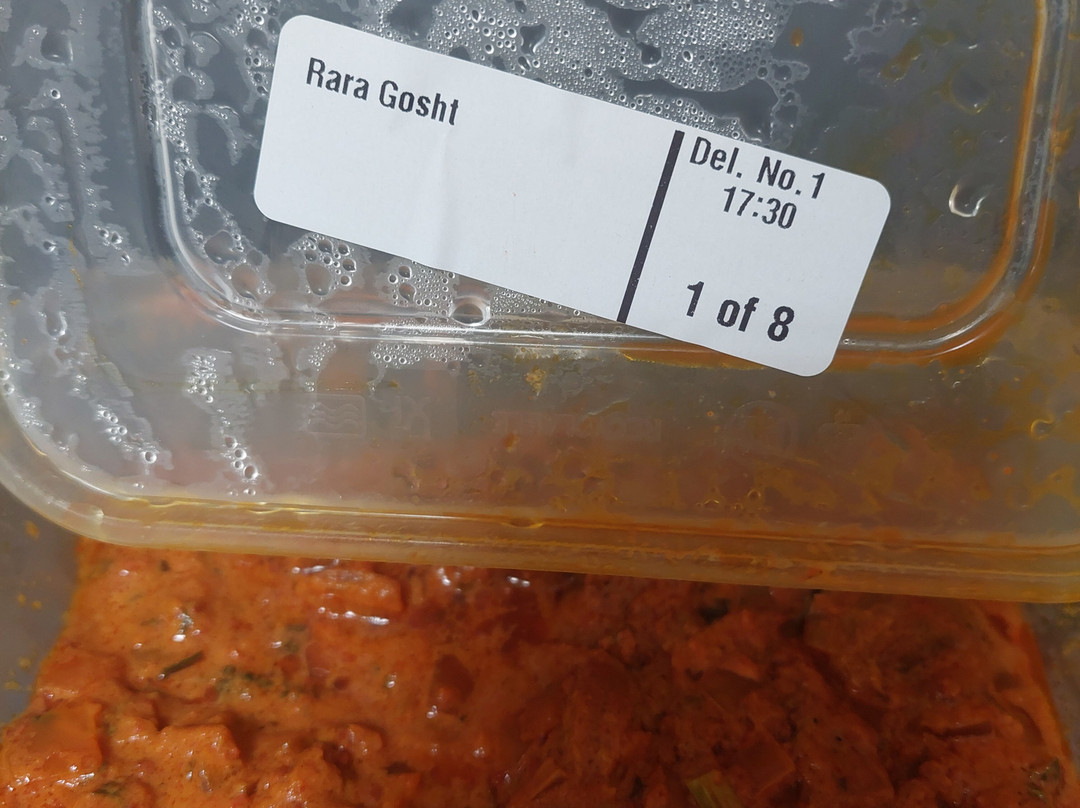 Rara Gosht
Del. No. 1
17:30
1 of 8